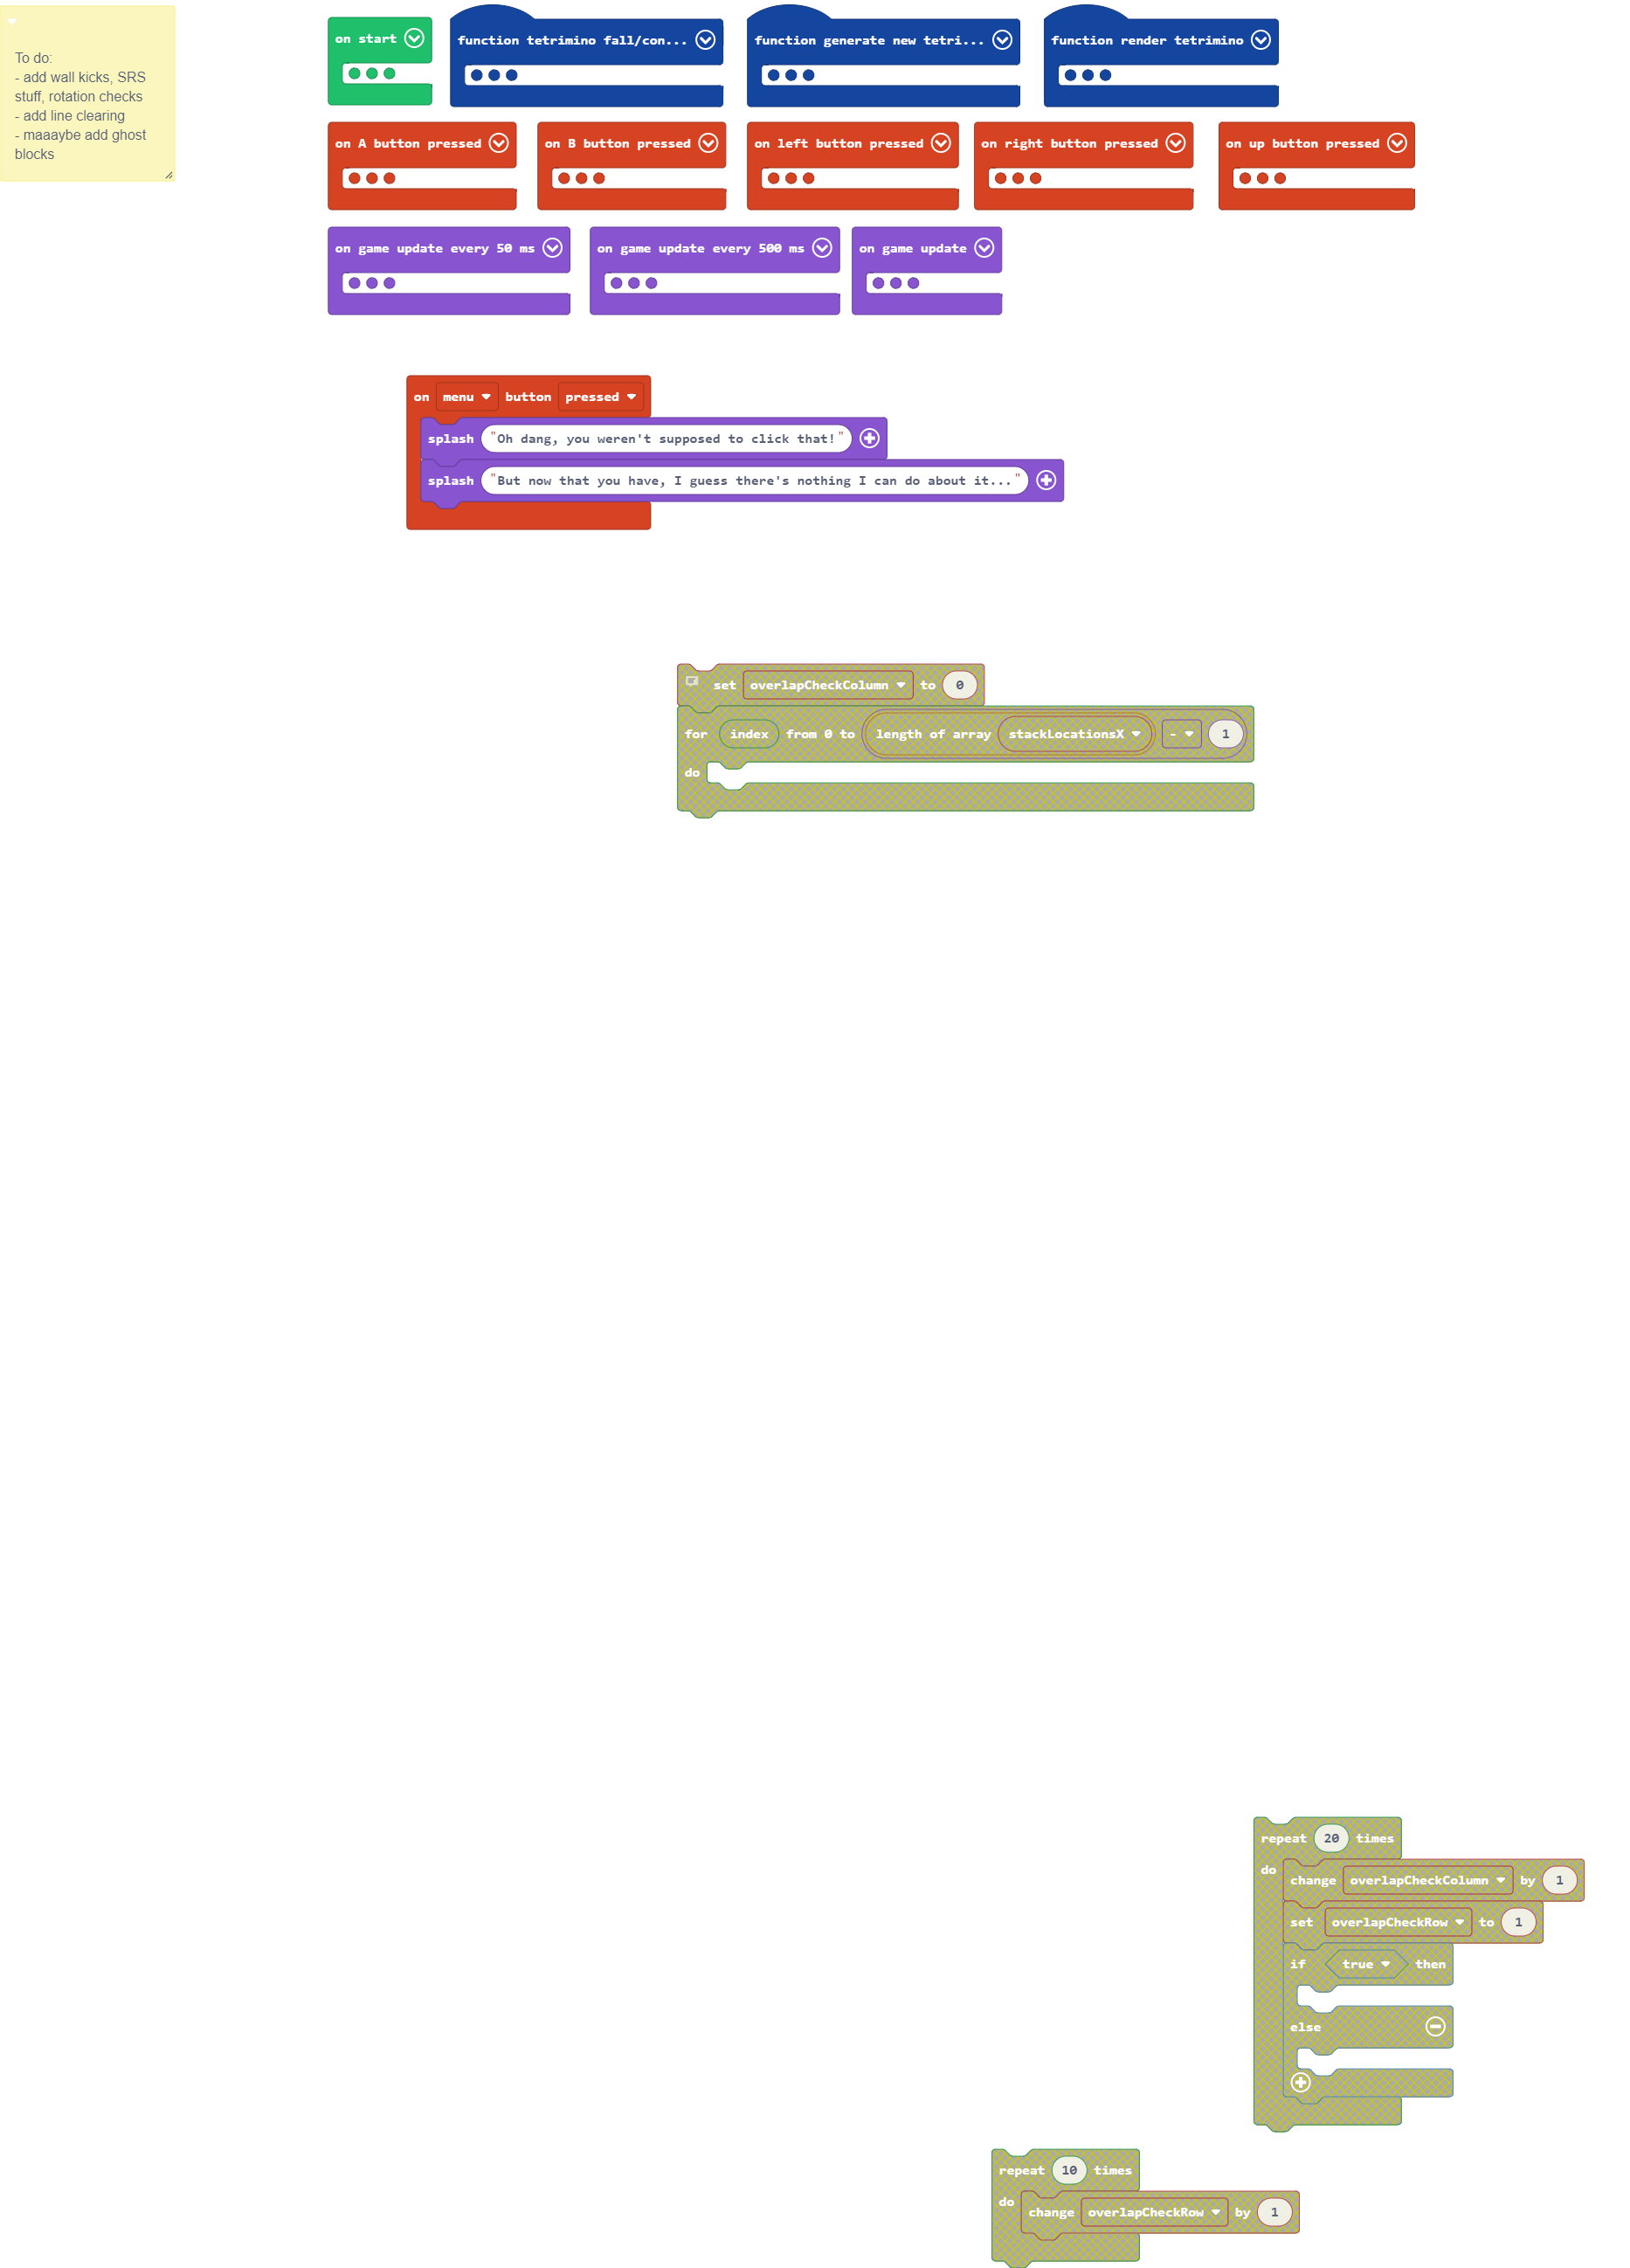 To do:
- add wall kicks, SRS
stuff, rotation checks
- add line clearing
- maaaybe add ghost
blocks
on start
function tetrimino fall/con...
function generate new tetri...
function render tetrimino
on A button pressed
on B button pressed
on left button pressed
on right button pressed
on up button pressed
on game update every 50 ms
on game update every 500 ms
on game update
on menu button pressed
splash "Oh dang, you weren't supposed to click that!"
splash "But now that you have, I guess there's nothing I can do about it..."
set overlapCheckColumn to 0
for index from 0 to length of array stackLocationsX - 1
do
repeat 20 times
do
change overlapCheckColumn by 1
set overlapCheckRow to 1
if true then
else
repeat 10 times
do
change overlapCheckRow by 1